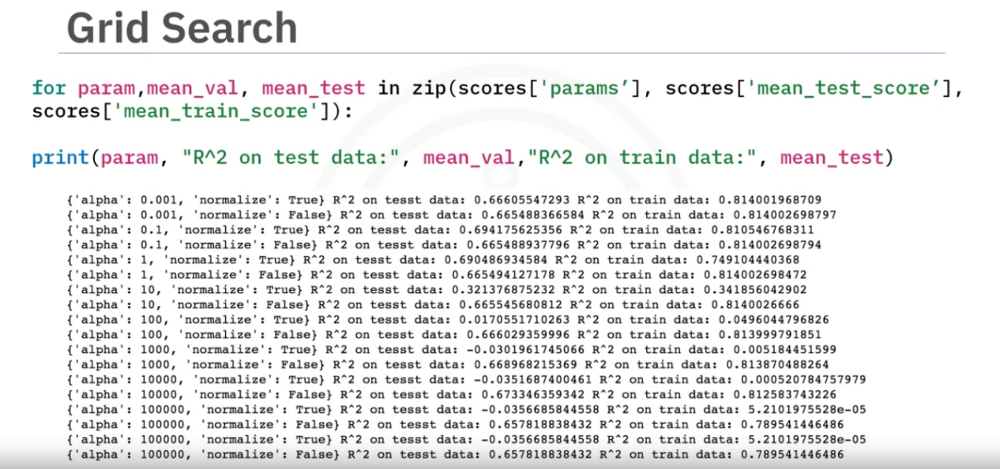 Grid Search
for param,mean_val, mean_test in zip(scores['params’], scores['mean_test_score’],
scores['mean_train_score']):
print(param, "R^2 on test data:", mean_val,"R^2 on train data:", mean_test)
{'alpha': 0.001, 'normalize': True} R^2 on tesst data: 0.66605547293 R^2 on train data: 0.814001968709
{'alpha': 0.001, 'normalize': False} R^2 on tesst data: 0.665488366584 R^2 on train data: 0.814002698797
{'alpha': 0.1, 'normalize': True} R^2 on tesst data: 0.694175625356 R^2 on train data: 0.810546768311
{'alpha': 0.1, 'normalize': False} R^2 on tesst data: 0.665488937796 R^2 on train data: 0.814002698794
{'alpha': 1, 'normalize': True} R^2 on tesst data: 0.690486934584 R^2 on train data: 0.749104440368
{'alpha': 1, 'normalize': False} R^2 on tesst data: 0.665494127178 R^2 on train data: 0.814002698472
{'alpha': 10, 'normalize': True} R^2 on tesst data: 0.321376875232 R^2 on train data: 0.341856042902
{'alpha': 10, 'normalize': False} R^2 on tesst data: 0.665545680812 R^2 on train data: 0.8140026666
{'alpha': 100, 'normalize': True} R^2 on tesst data: 0.0170551710263 R^2 on train data: 0.0496044796826
{'alpha': 100, 'normalize': False} R^2 on tesst data: 0.666029359996 R^2 on train data: 0.813999791851
{'alpha': 1000, 'normalize': True} R^2 on tesst data: -0.0301961745066 R^2 on train data: 0.005184451599
{'alpha': 1000, 'normalize': False} R^2 on tesst data: 0.668968215369 R^2 on train data: 0.813870488264
{'alpha': 10000, 'normalize': True} R^2 on tesst data: -0.0351687400461 R^2 on train data: 0.000520784757979
{'alpha': 10000, 'normalize': False} R^2 on tesst data: 0.673346359342 R^2 on train data: 0.812583743226
{'alpha': 100000, 'normalize': True} R^2 on tesst data: -0.0356685844558 R^2 on train data: 5.2101975528e-05
{'alpha': 100000, 'normalize': False} R^2 on tesst data: 0.657818838432 R^2 on train data: 0.789541446486
{'alpha': 100000, 'normalize': True} R^2 on tesst data: -0.0356685844558 R^2 on train data: 5.2101975528e-05
{'alpha': 100000, 'normalize': False} R^2 on tesst data: 0.657818838432 R^2 on train data: 0.789541446486